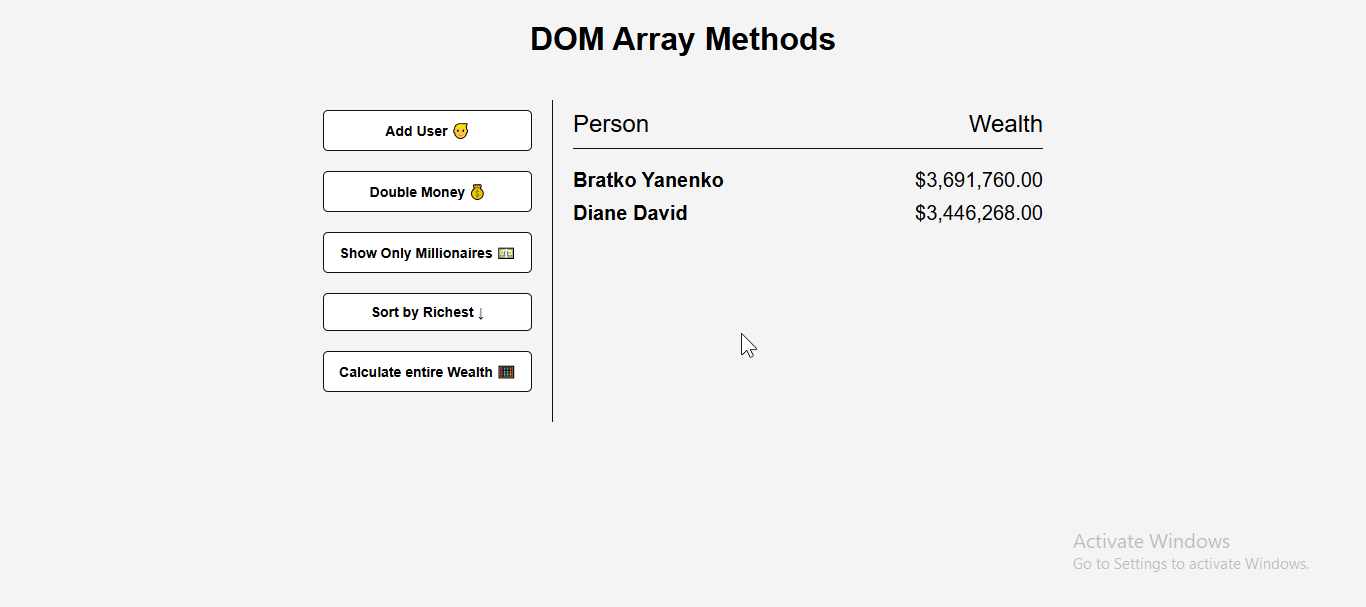 DOM Array Methods
Add User 👨
Double Money 💰
Show Only Millionaires 💵
Sort by Richest ↓
Calculate entire Wealth 🧮
Person Wealth
Bratko Yanenko $3,691,760.00
Diane David $3,446,268.00
Activate Windows
Go to Settings to activate Windows.